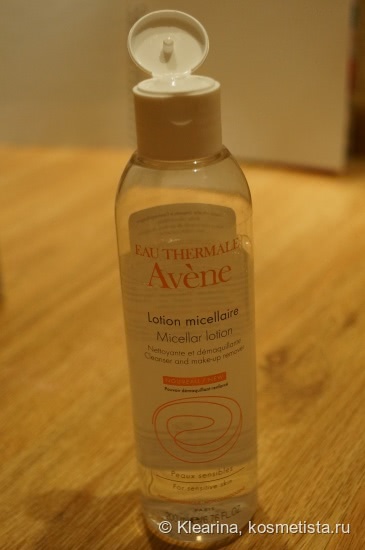 EAU THERMALE
Avène
Lotion micellaire
Micellar lotion
Nettoyante et démaquillante
Cleanser and make-up remover
Peaux sensibles
For sensitive skin
PARIS
© Klearina, kosmetista.ru